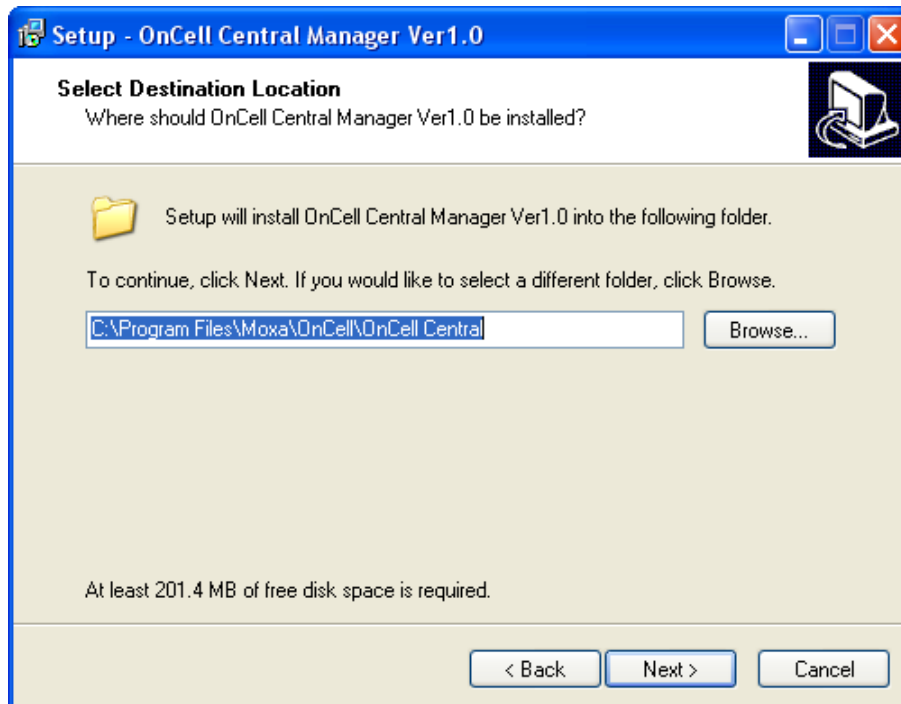 Setup - OnCell Central Manager Ver1.0
Select Destination Location
Where should OnCell Central Manager Ver1.0 be installed?
Setup will install OnCell Central Manager Ver1.0 into the following folder.
To continue, click Next. If you would like to select a different folder, click Browse.
C:\Program Files\Moxa\OnCell\OnCell Central
Browse...
At least 201.4 MB of free disk space is required.
< Back
Next >
Cancel